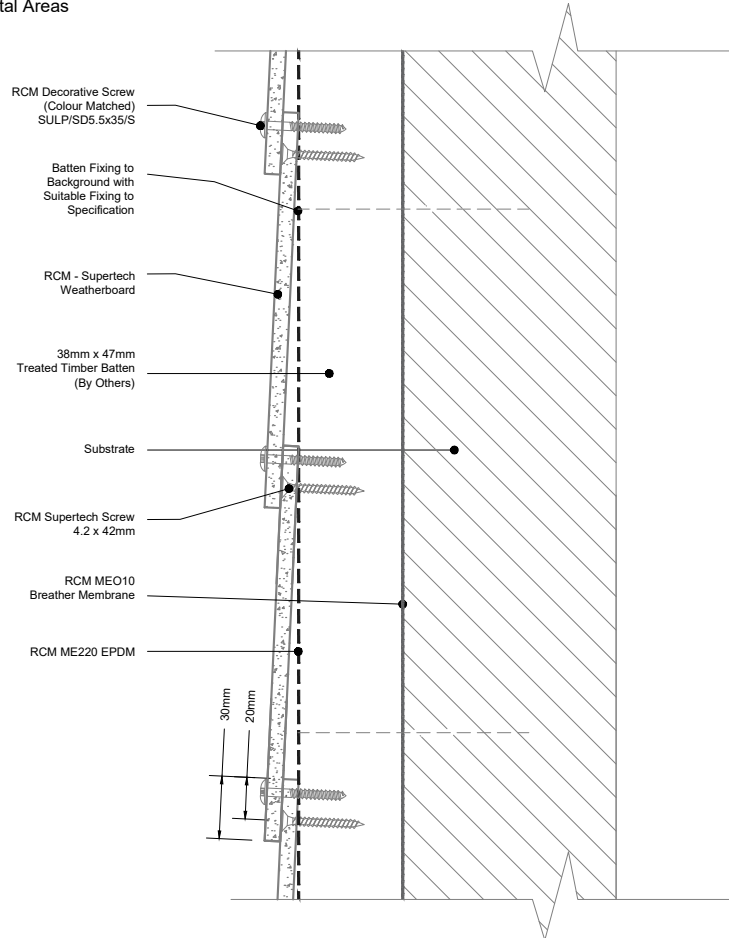 tal Areas
RCM Decorative Screw
(Colour Matched)
SULP/SD5.5x35/S
Batten Fixing to
Background with
Suitable Fixing to
Specification
RCM - Supertech
Weatherboard
38mm x 47mm
Treated Timber Batten
(By Others)
Substrate
RCM Supertech Screw
4.2 x 42mm
RCM MEO10
Breather Membrane
RCM ME220 EPDM
30mm
20mm